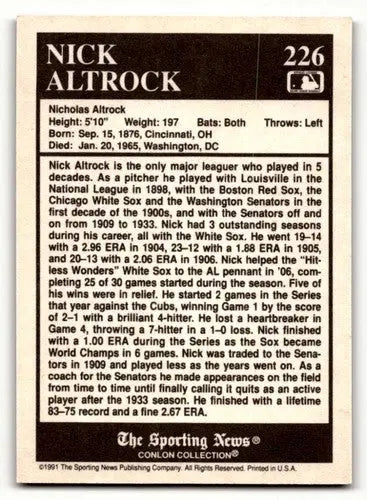 NICK
ALTROCK
226
Nicholas Altrock
Height: 5'10" Weight: 197 Bats: Both Throws: Left
Born: Sep. 15, 1876, Cincinnati, OH
Died: Jan. 20, 1965, Washington, DC
Nick Altrock is the only major leaguer who played in 5
decades. As a pitcher he played with Louisville in the
National League in 1898, with the Boston Red Sox, the
Chicago White Sox and the Washington Senators in the
first decade of the 1900s, and with the Senators off and
on from 1909 to 1933. Nick had 3 outstanding seasons
during his career, all with the White Sox. He went 19–14
with a 2.96 ERA in 1904, 23–12 with a 1.88 ERA in 1905,
and 20–13 with a 2.06 ERA in 1906. Nick helped the "Hit-
less Wonders" White Sox to the AL pennant in '06, com-
pleting 25 of 30 games started during the season. Five of
his wins were in relief. He started 2 games in the Series
that year against the Cubs, winning Game 1 by the score
of 2–1 with a brilliant 4-hitter. He lost a heartbreaker in
Game 4, throwing a 7-hitter in a 1–0 loss. Nick finished
with a 1.00 ERA during the Series as the Sox became
World Champs in 6 games. Nick was traded to the Sena-
tors in 1909 and played less as the years went on. As a
coach for the Senators he made appearances on the field
from time to time until finally calling it quits as an active
player after the 1933 season. He finished with a lifetime
83–75 record and a fine 2.67 ERA.
The Sporting News®
CONLON COLLECTION®
©1991 The Sporting News Publishing Company. All Rights Reserved. Printed in U.S.A.